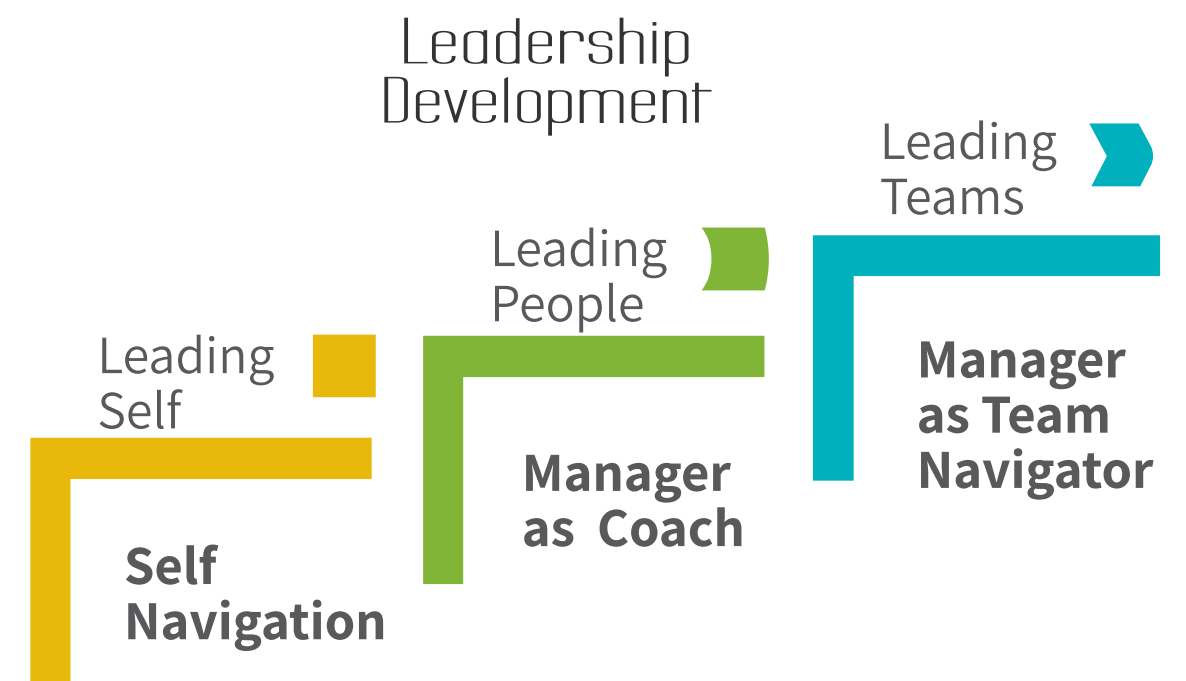 Leadership
Development
Leading
Self
Self
Navigation
Leading
People
Manager
as Coach
Leading
Teams
Manager
as Team
Navigator